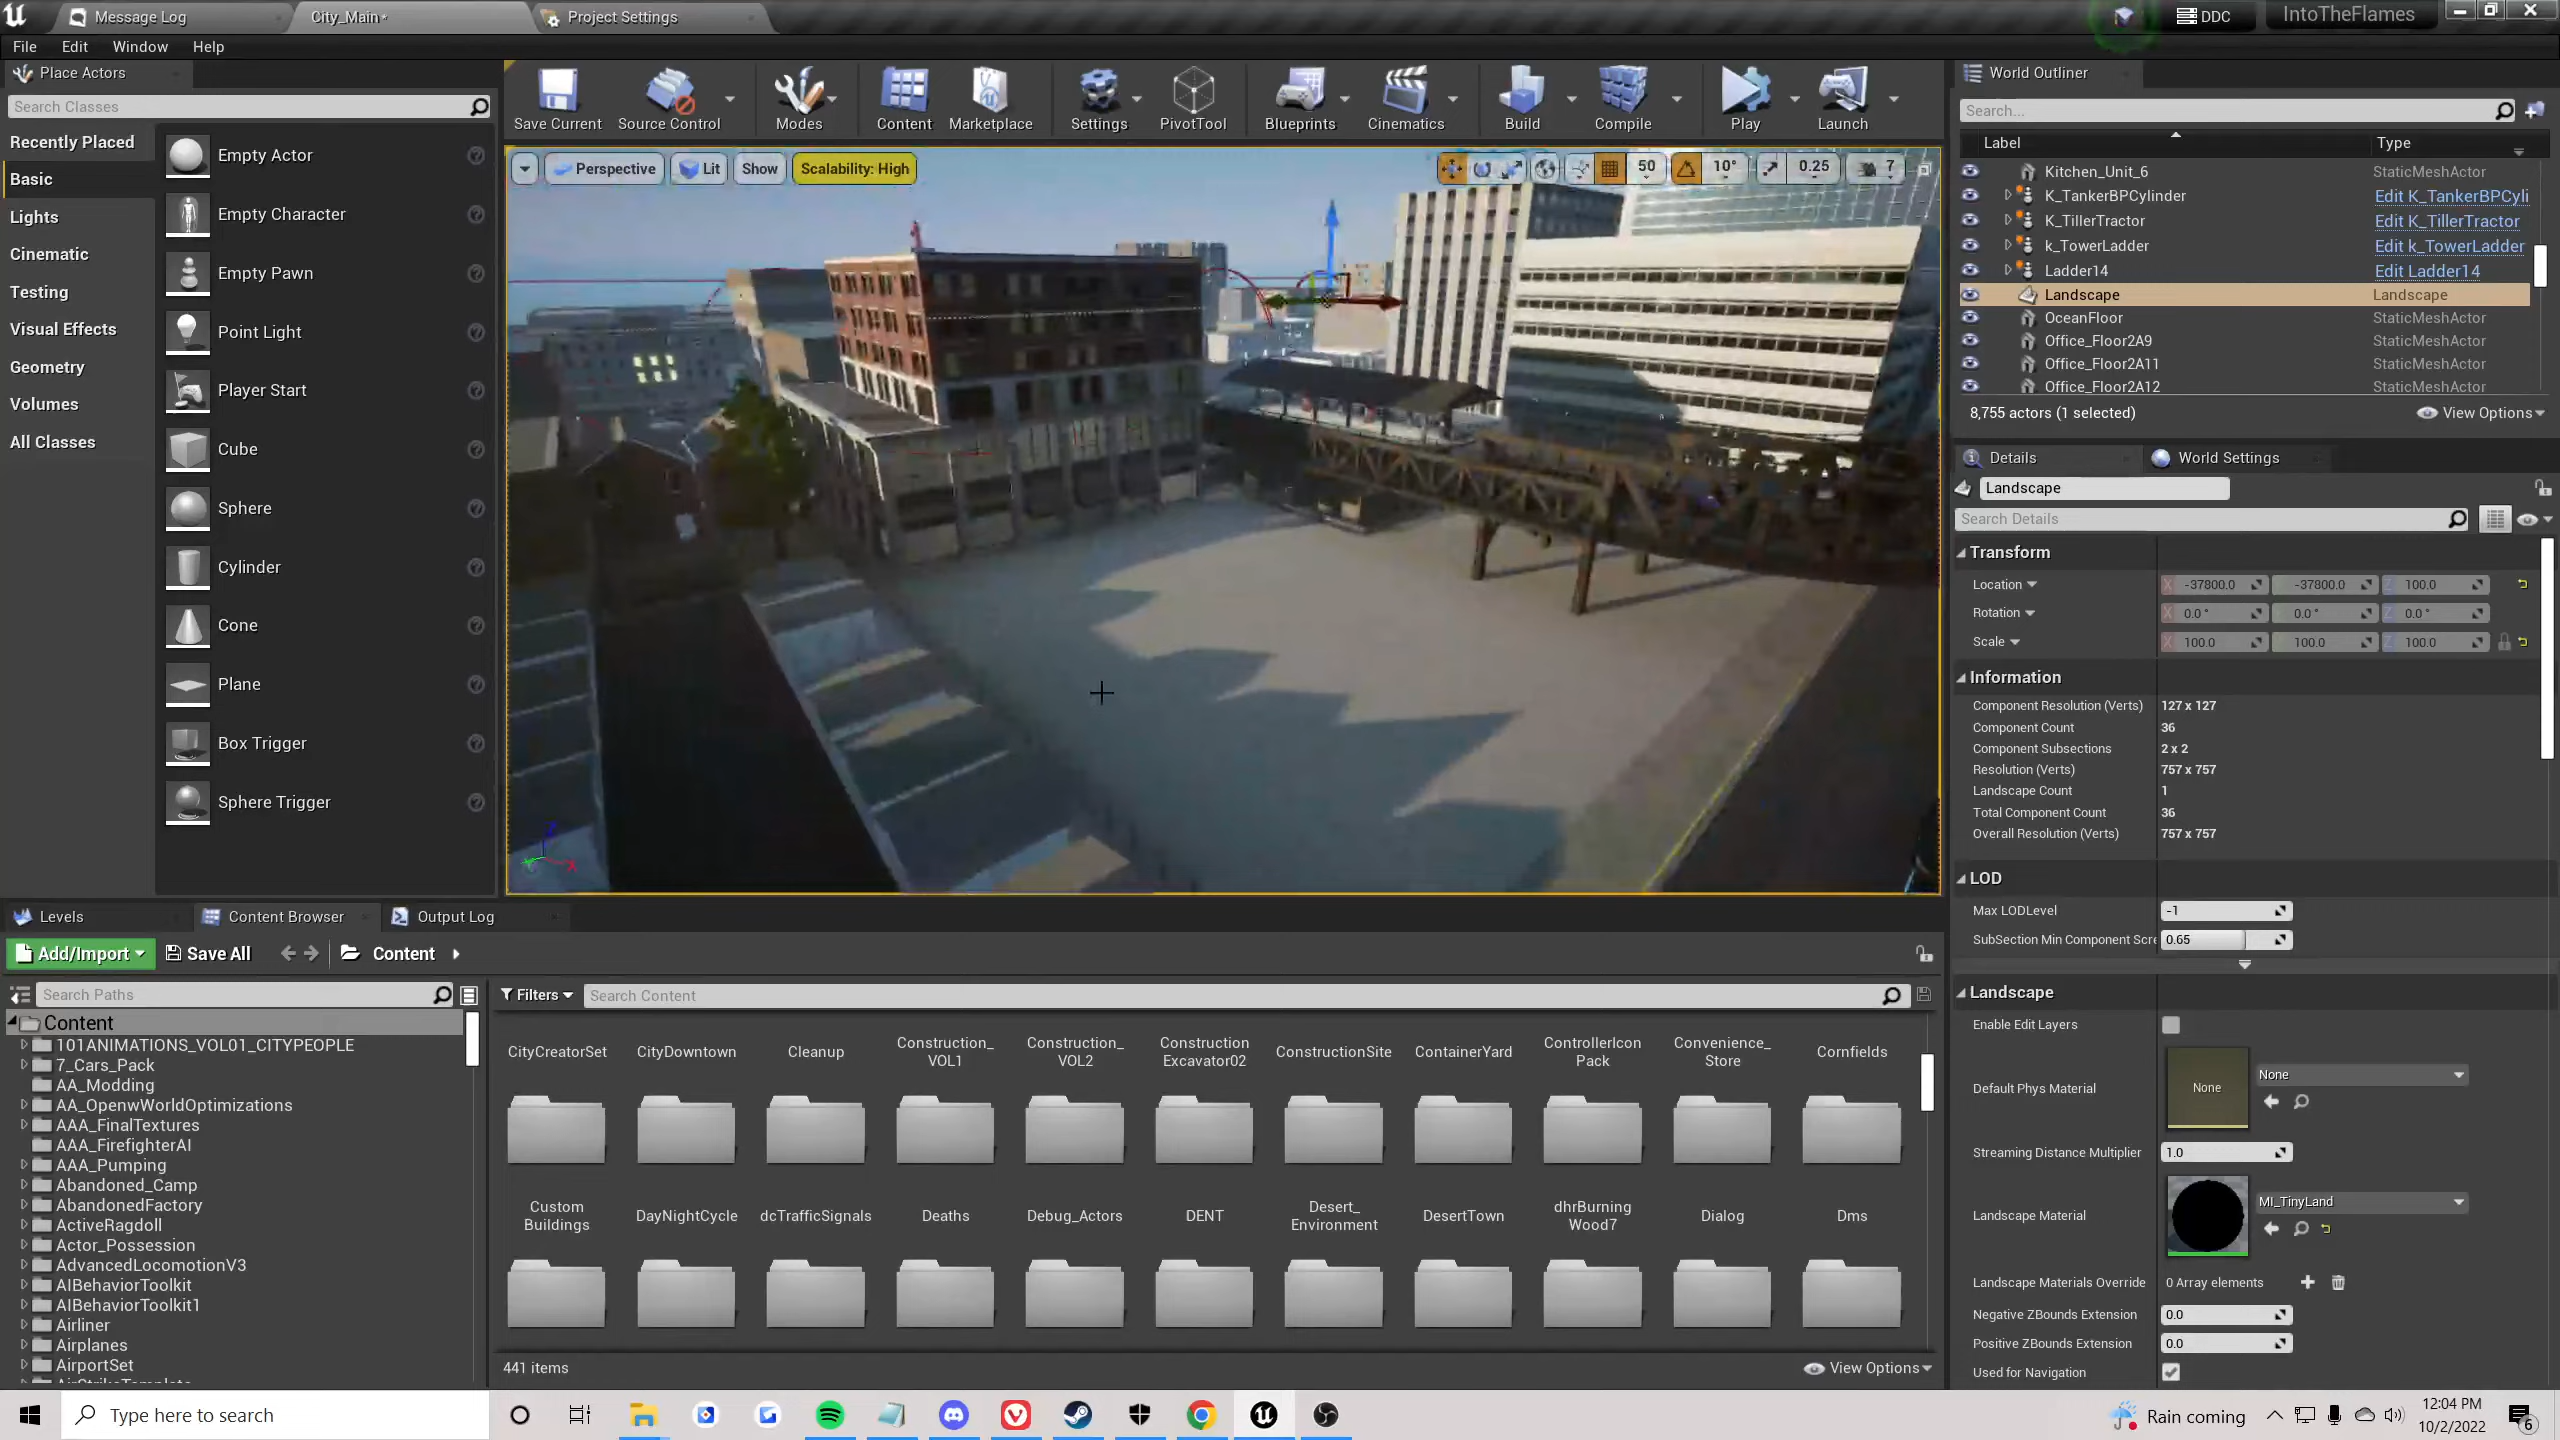 Message Log
City_Main*
Project Settings
DDC
IntoTheFlames
File
Edit
Window
Help
Place Actors
Search Classes
Recently Placed
Basic
Lights
Cinematic
Testing
Visual Effects
Geometry
Volumes
All Classes
Empty Actor
Empty Character
Empty Pawn
Point Light
Player Start
Cube
Sphere
Cylinder
Cone
Plane
Box Trigger
Sphere Trigger
Save Current
Source Control
Modes
Content
Marketplace
Settings
PivotTool
Blueprints
Cinematics
Build
Compile
Play
Launch
Perspective
Lit
Show
Scalability: High
50
10°
0.25
7
World Outliner
Search...
Label
Type
Kitchen_Unit_6 StaticMeshActor
K_TankerBPCylinder Edit K_TankerBPCyli
K_TillerTractor Edit K_TillerTractor
k_TowerLadder Edit k_TowerLadder
Ladder14 Edit Ladder14
Landscape Landscape
OceanFloor StaticMeshActor
Office_Floor2A9 StaticMeshActor
Office_Floor2A11 StaticMeshActor
Office_Floor2A12 StaticMeshActor
8,755 actors (1 selected)
View Options
Details
World Settings
Landscape
Search Details
Transform
Location X -37800.0 -37800.0 Z 100.0
Rotation X 0.0 ° 0.0 ° Z 0.0 °
Scale X 100.0 100.0 Z 100.0
Information
Component Resolution (Verts) 127 x 127
Component Count 36
Component Subsections 2 x 2
Resolution (Verts) 757 x 757
Landscape Count 1
Total Component Count 36
Overall Resolution (Verts) 757 x 757
LOD
Max LODLevel -1
SubSection Min Component Scre 0.65
Landscape
Enable Edit Layers
Default Phys Material None None
Streaming Distance Multiplier 1.0
Landscape Material MI_TinyLand
Landscape Materials Override 0 Array elements
Negative ZBounds Extension 0.0
Positive ZBounds Extension 0.0
Used for Navigation
Z
X
Levels
Content Browser
Output Log
Add/Import
Save All
Content
Search Paths
Content
101ANIMATIONS_VOL01_CITYPEOPLE
7_Cars_Pack
AA_Modding
AA_OpenwWorldOptimizations
AAA_FinalTextures
AAA_FirefighterAI
AAA_Pumping
Abandoned_Camp
AbandonedFactory
ActiveRagdoll
Actor_Possession
AdvancedLocomotionV3
AIBehaviorToolkit
AIBehaviorToolkit1
Airliner
Airplanes
AirportSet
Filters
Search Content
CityCreatorSet
CityDowntown
Cleanup
Construction_
VOL1
Construction_
VOL2
Construction
Excavator02
ConstructionSite
ContainerYard
ControllerIcon
Pack
Convenience_
Store
Cornfields
Custom
Buildings
DayNightCycle
dcTrafficSignals
Deaths
Debug_Actors
DENT
Desert_
Environment
DesertTown
dhrBurning
Wood7
Dialog
Dms
441 items
View Options
Type here to search
Rain coming
12:04 PM
10/2/2022
6